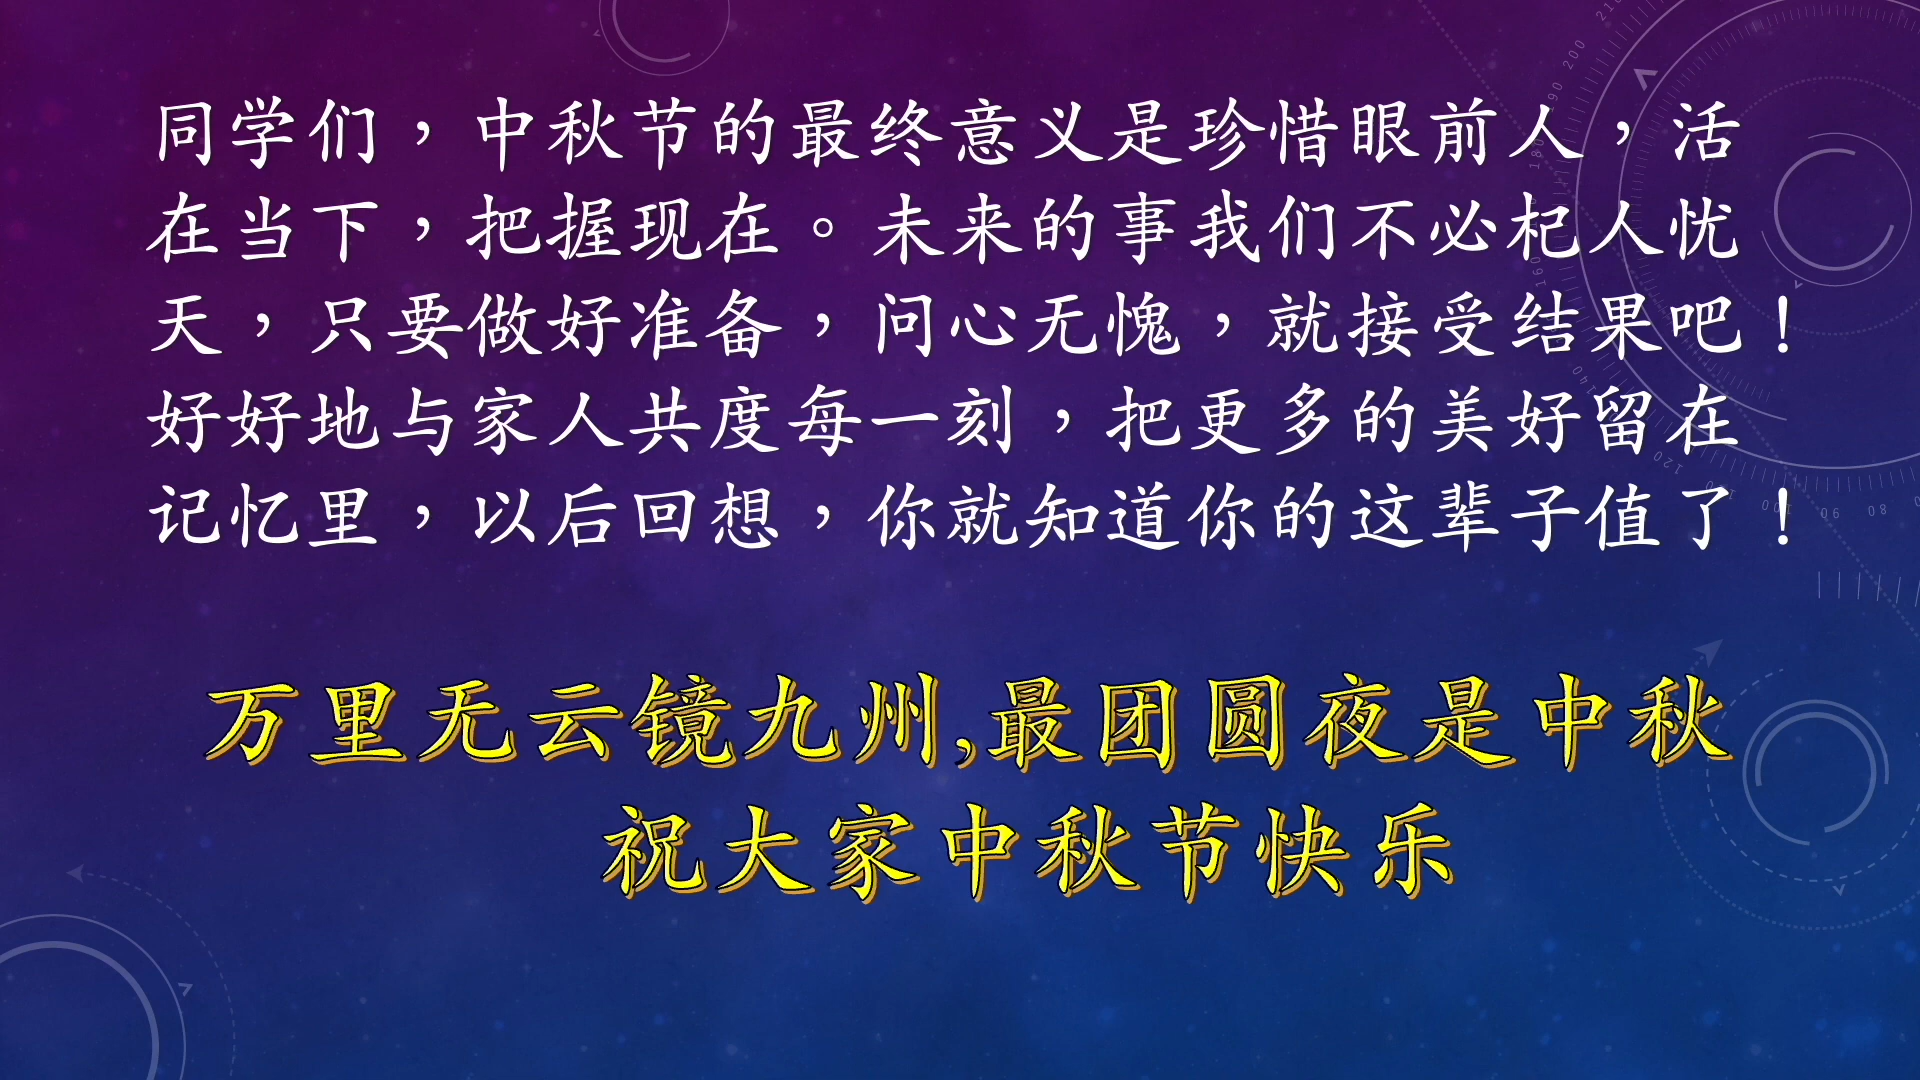 同学们，中秋节的最终意义是珍惜眼前人，活
在当下，把握现在。未来的事我们不必杞人忧
天，只要做好准备，问心无愧，就接受结果吧！
好好地与家人共度每一刻，把更多的美好留在
记忆里，以后回想，你就知道你的这辈子值了！
万里无云镜九州,最团圆夜是中秋
祝大家中秋节快乐